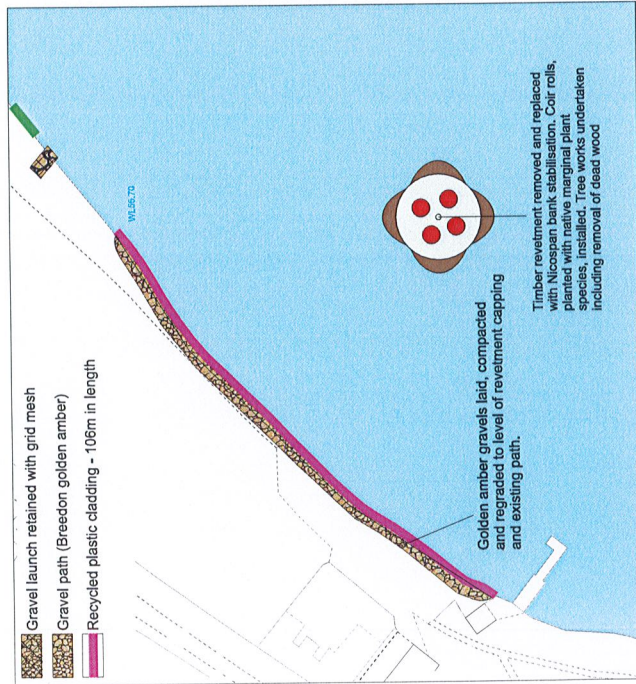 Gravel launch retained with grid mesh
Gravel path (Breedon golden amber)
Recycled plastic cladding - 106m in length
WL55.70
Golden amber gravels laid, compacted
and regraded to level of revetment capping
and existing path.
Timber revetment removed and replaced
with Nicospan bank stabilisation. Coir rolls,
planted with native marginal plant
species, installed. Tree works undertaken
including removal of dead wood